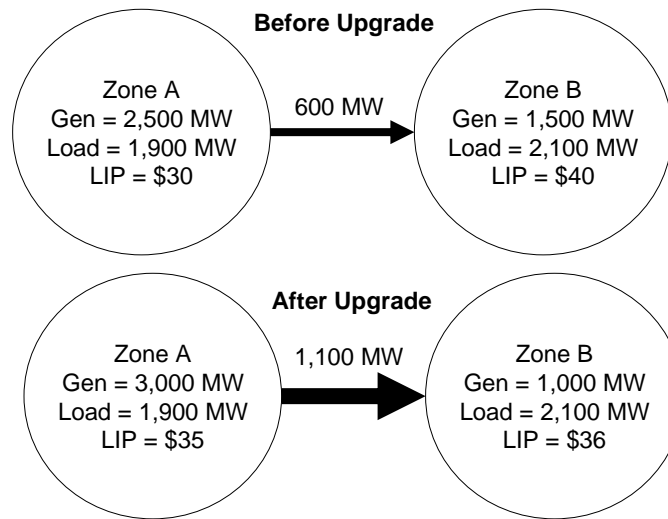 Before Upgrade
Zone A
Gen = 2,500 MW
Load = 1,900 MW
LIP = $30
600 MW
Zone B
Gen = 1,500 MW
Load = 2,100 MW
LIP = $40
After Upgrade
Zone A
Gen = 3,000 MW
Load = 1,900 MW
LIP = $35
1,100 MW
Zone B
Gen = 1,000 MW
Load = 2,100 MW
LIP = $36